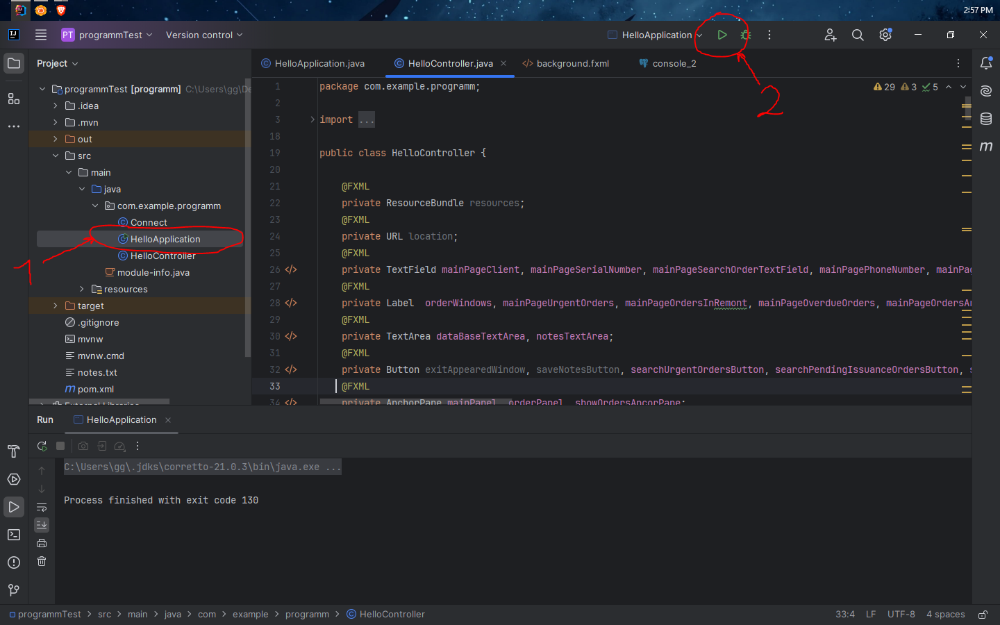 2:57 PM
PT programmTest Version control HelloApplication
Project HelloApplication.java HelloController.java background.fxml console_2
programmTest [programm] C:\Users\gg\De
.idea
.mvn
out
src
main
java
com.example.programm
Connect
HelloApplication
HelloController
module-info.java
resources
target
.gitignore
mvnw
mvnw.cmd
notes.txt
pom.xml
External Libraries
1
2
29 3 5
1 package com.example.programm;
2
3 import ...
18
19 public class HelloController {
20
21 @FXML
22 private ResourceBundle resources;
23 @FXML
24 private URL location;
25 @FXML
26 </> private TextField mainPageClient, mainPageSerialNumber, mainPageSearchOrderTextField, mainPagePhoneNumber, mainPag
27 @FXML
28 </> private Label orderWindows, mainPageUrgentOrders, mainPageOrdersInRemont, mainPageOverdueOrders, mainPageOrdersAr
29 @FXML
30 </> private TextArea dataBaseTextArea, notesTextArea;
31 @FXML
32 </> private Button exitAppearedWindow, saveNotesButton, searchUrgentOrdersButton, searchPendingIssuanceOrdersButton, s
33 @FXML
34 </> private AnchorPane mainPanel, orderPanel, showOrdersAncorPane;
Run HelloApplication
C:\Users\gg\.jdks\corretto-21.0.3\bin\java.exe ...
Process finished with exit code 130
programmTest > src > main > java > com > example > programm > HelloController 33:4 LF UTF-8 4 spaces